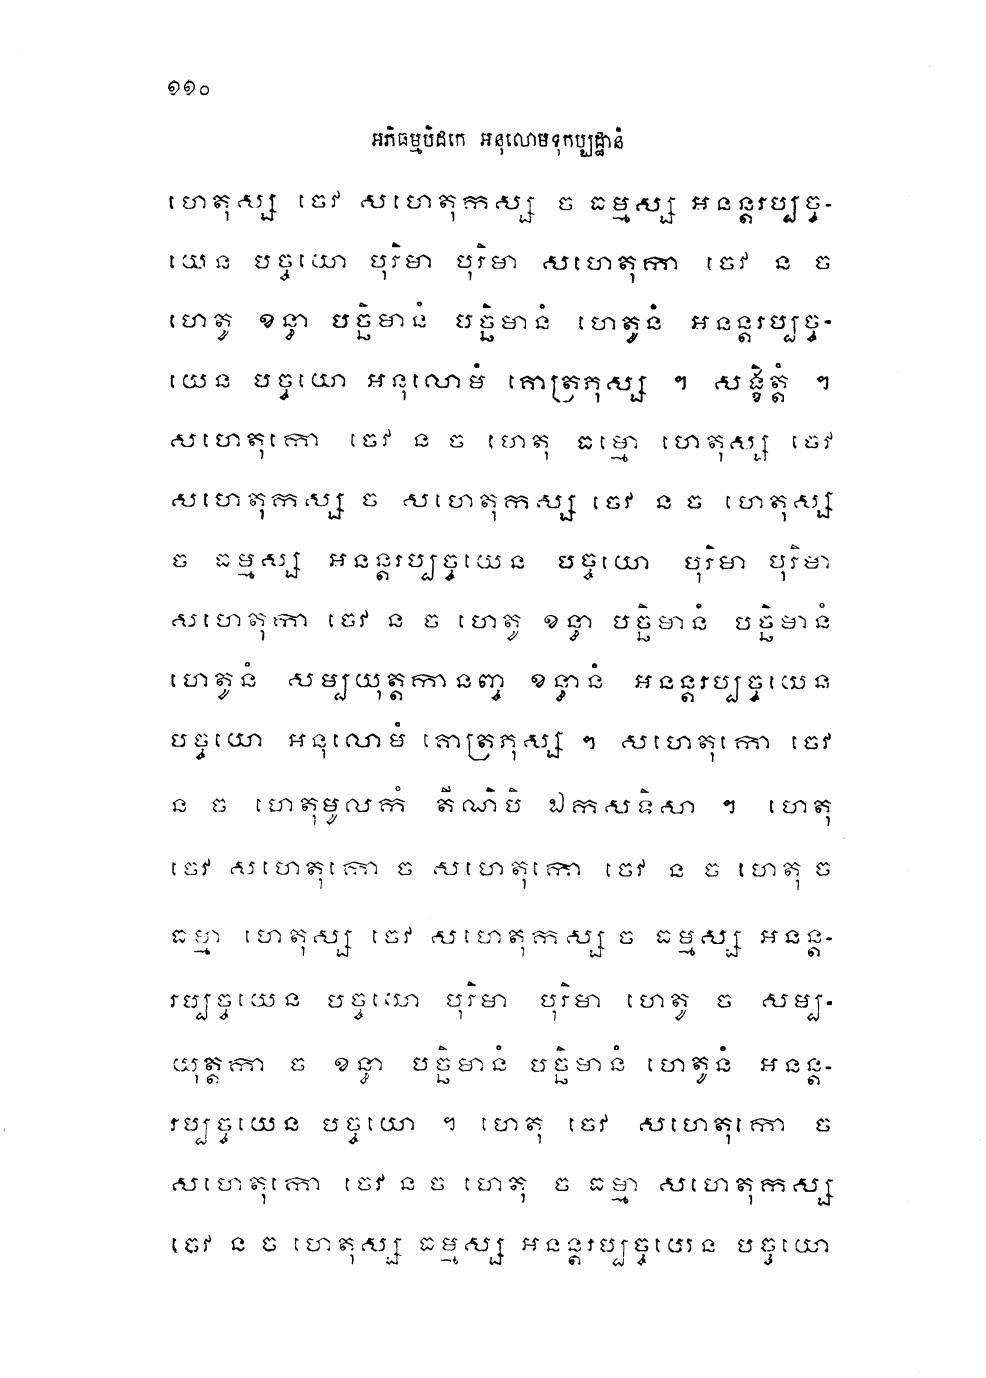 ១១០
អភិធម្មបិដកេ អនុលោមទុកប្បដ្ឋានំ
ហេតុស្ស ចេវ សហេតុកស្ស ច ធម្មស្ស អនន្តរប្បច្ច-
យេន បច្ចយោ បុរិមា បុរិមា សហេតុកា ចេវ ន ច
ហេតូ ខន្ធា បច្ឆិមានំ បច្ឆិមានំ ហេតូនំ អនន្តរប្បច្ច-
យេន បច្ចយោ អនុលោមំ គោត្រភុស្ស ។ សង្ខិត្តំ ។
សហេតុកោ ចេវ ន ច ហេតុ ធម្មោ ហេតុស្ស ចេវ
សហេតុកស្ស ច សហេតុកស្ស ចេវ ន ច ហេតុស្ស
ច ធម្មស្ស អនន្តរប្បច្ចយេន បច្ចយោ បុរិមា បុរិមា
សហេតុកា ចេវ ន ច ហេតូ ខន្ធា បច្ឆិមានំ បច្ឆិមានំ
ហេតូនំ សម្បយុត្តកានញ្ច ខន្ធានំ អនន្តរប្បច្ចយេន
បច្ចយោ អនុលោមំ គោត្រភុស្ស ។ សហេតុកោ ចេវ
ន ច ហេតុមូលកំ តីណិបិ ឯកសទិសា ។ ហេតុ
ចេវ សហេតុកោ ច សហេតុកោ ចេវ ន ច ហេតុ ច
ធម្មា ហេតុស្ស ចេវ សហេតុកស្ស ច ធម្មស្ស អនន្ត-
រប្បច្ចយេន បច្ចយោ បុរិមា បុរិមា ហេតូ ច សម្ប-
យុត្តកា ច ខន្ធា បច្ឆិមានំ បច្ឆិមានំ ហេតូនំ អនន្ត-
រប្បច្ចយេន បច្ចយោ ។ ហេតុ ចេវ សហេតុកោ ច
សហេតុកោ ចេវ ន ច ហេតុ ច ធម្មា សហេតុកស្ស
ចេវ ន ច ហេតុស្ស ធម្មស្ស អនន្តរប្បច្ចយេន បច្ចយោ